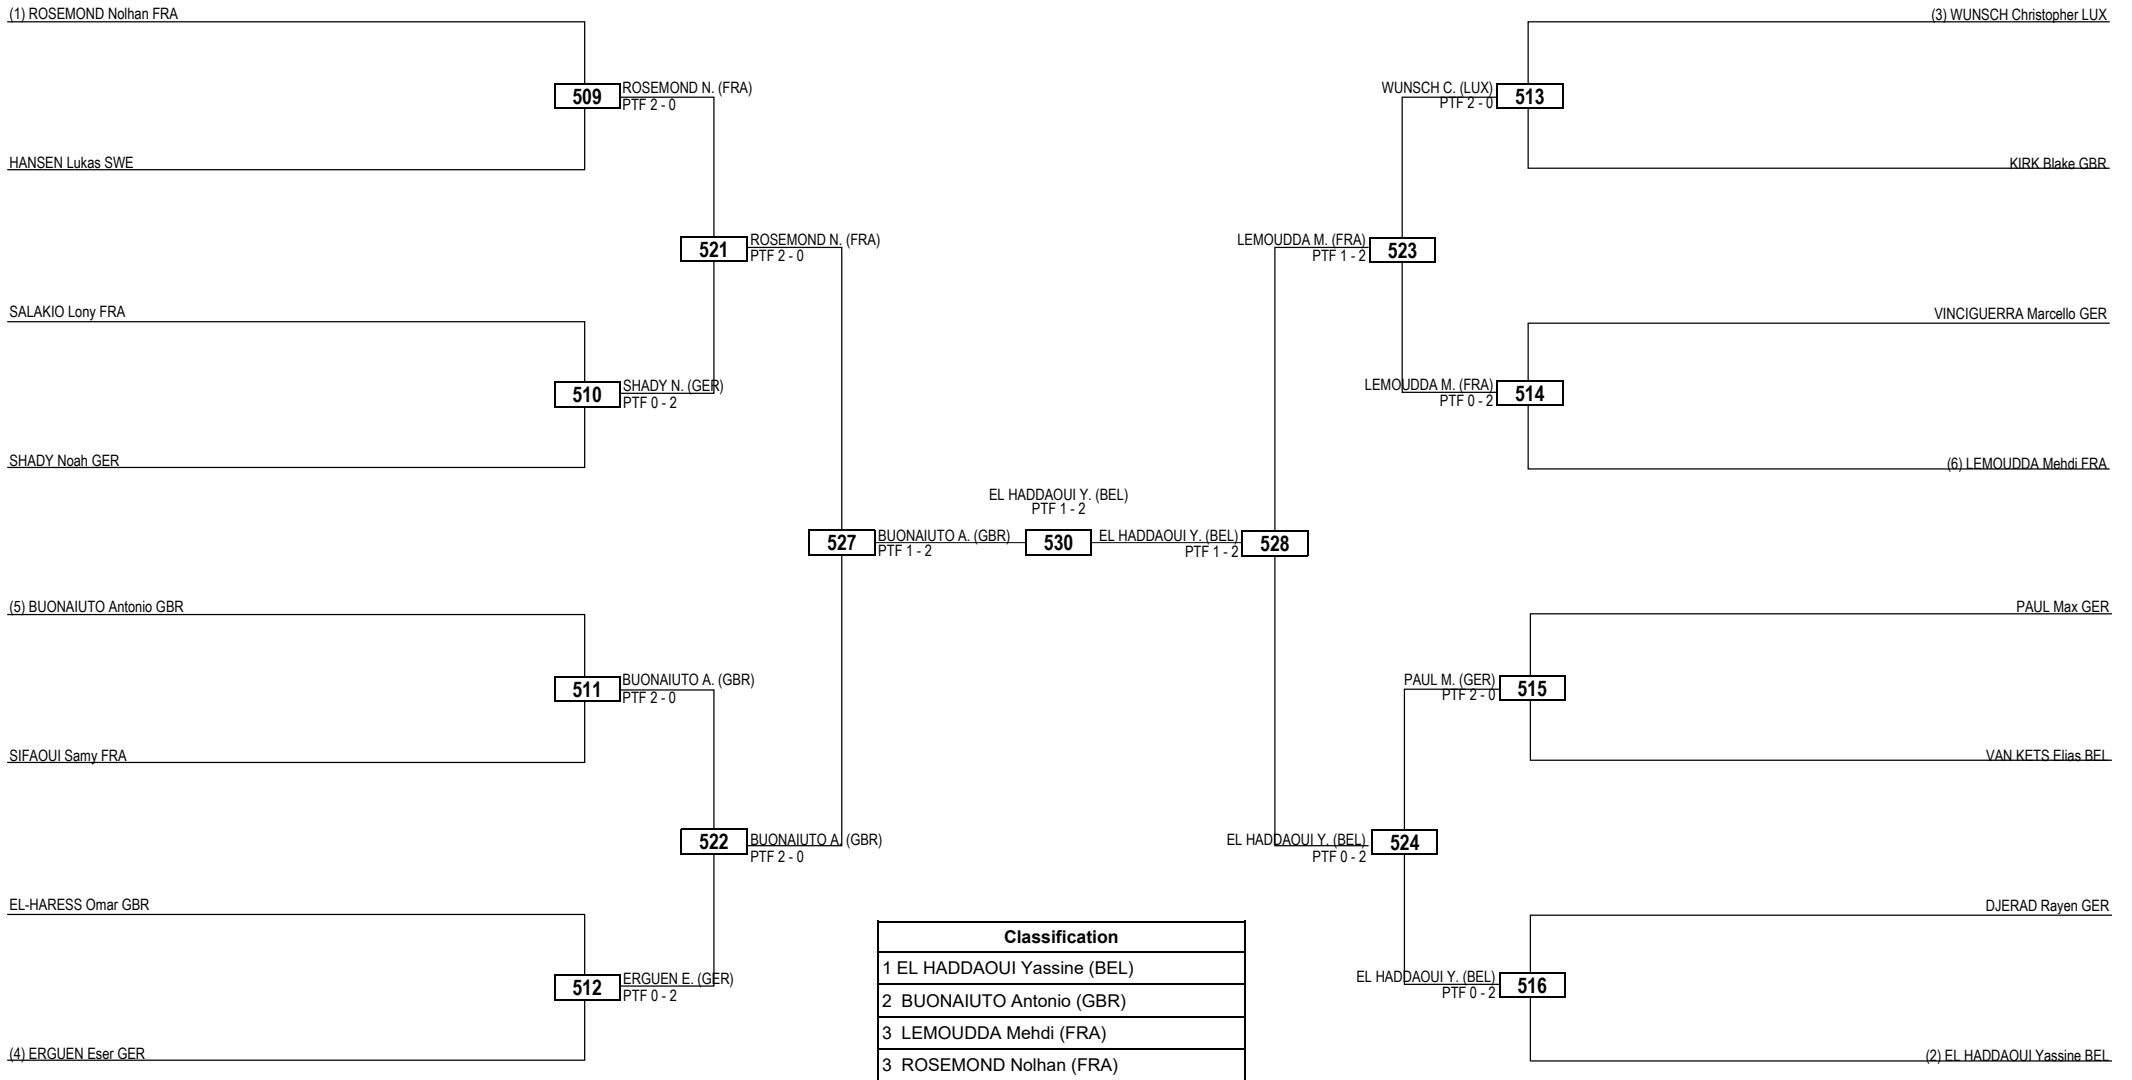 (1) ROSEMOND Nolhan FRA
(3) WUNSCH Christopher LUX
509
ROSEMOND N. (FRA)
PTF 2 - 0
WUNSCH C. (LUX)
PTF 2 - 0
513
HANSEN Lukas SWE
KIRK Blake GBR
521
ROSEMOND N. (FRA)
PTF 2 - 0
LEMOUDDA M. (FRA)
PTF 1 - 2
523
SALAKIO Lony FRA
VINCIGUERRA Marcello GER
510
SHADY N. (GER)
PTF 0 - 2
LEMOUDDA M. (FRA)
PTF 0 - 2
514
SHADY Noah GER
(6) LEMOUDDA Mehdi FRA
EL HADDAOUI Y. (BEL)
PTF 1 - 2
527
BUONAIUTO A. (GBR)
PTF 1 - 2
530
EL HADDAOUI Y. (BEL)
PTF 1 - 2
528
(5) BUONAIUTO Antonio GBR
PAUL Max GER
511
BUONAIUTO A. (GBR)
PTF 2 - 0
PAUL M. (GER)
PTF 2 - 0
515
SIFAOUI Samy FRA
VAN KETS Elias BEL
522
BUONAIUTO A. (GBR)
PTF 2 - 0
EL HADDAOUI Y. (BEL)
PTF 0 - 2
524
EL-HARESS Omar GBR
DJERAD Rayen GER
512
ERGUEN E. (GER)
PTF 0 - 2
EL HADDAOUI Y. (BEL)
PTF 0 - 2
516
(4) ERGUEN Eser GER
(2) EL HADDAOUI Yassine BEL
Classification
1 EL HADDAOUI Yassine (BEL)
2 BUONAIUTO Antonio (GBR)
3 LEMOUDDA Mehdi (FRA)
3 ROSEMOND Nolhan (FRA)